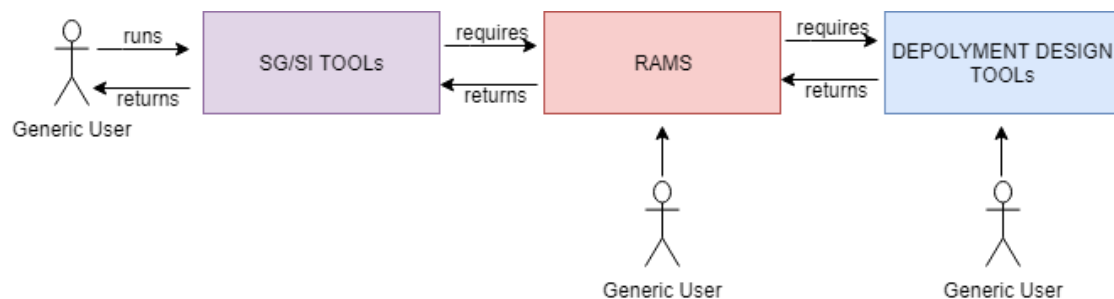 runs
returns
Generic User
SG/SI TOOLs
requires
returns
RAMS
requires
returns
DEPOLYMENT DESIGN
TOOLs
Generic User
Generic User